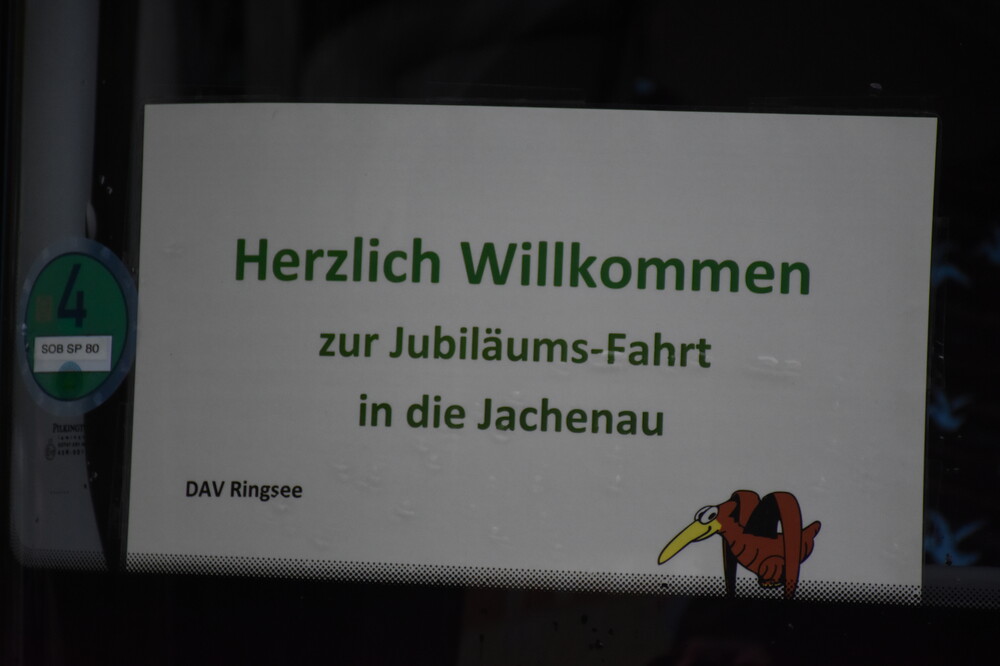 Herzlich Willkommen
zur Jubiläums-Fahrt
in die Jachenau
DAV Ringsee
4
SOB SP 80